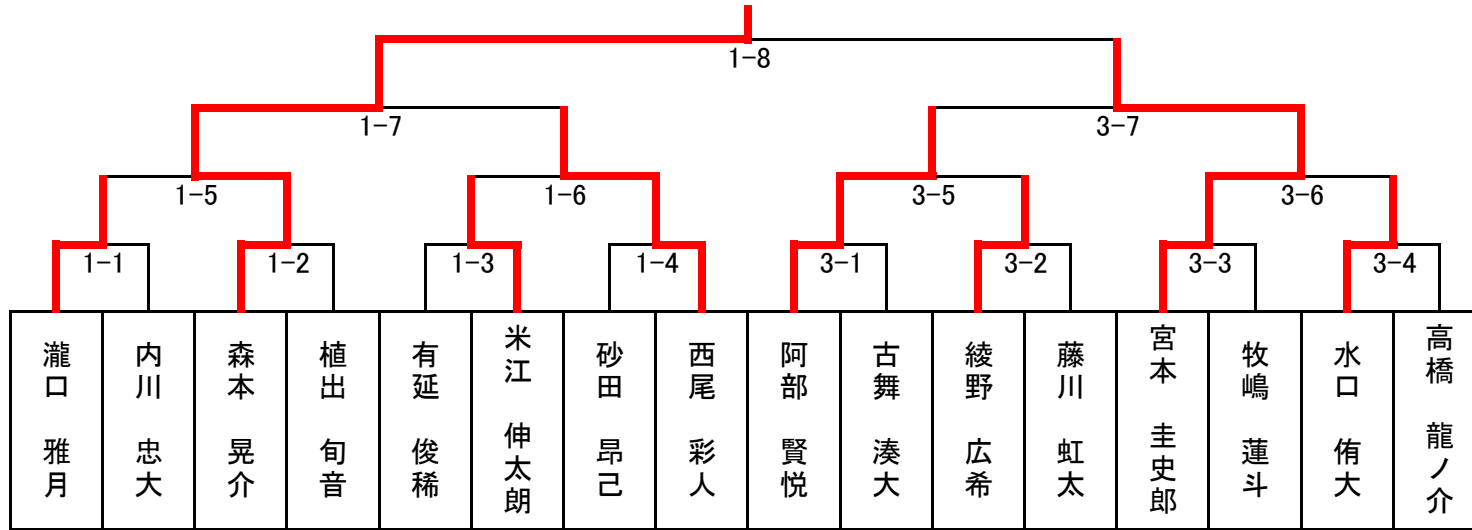 1-8
1-7
3-7
1-5
1-6
3-5
3-6
1-1
1-2
1-3
1-4
3-1
3-2
3-3
3-4
瀧口 雅月
内川 忠大
森本 晃介
植出 旬音
有延 俊稀
米江 伸太朗
砂田 昂己
西尾 彩人
阿部 賢悦
古舞 湊大
綾野 広希
藤川 虹太
宮本 圭史郎
牧嶋 蓮斗
水口 侑大
高橋 龍ノ介